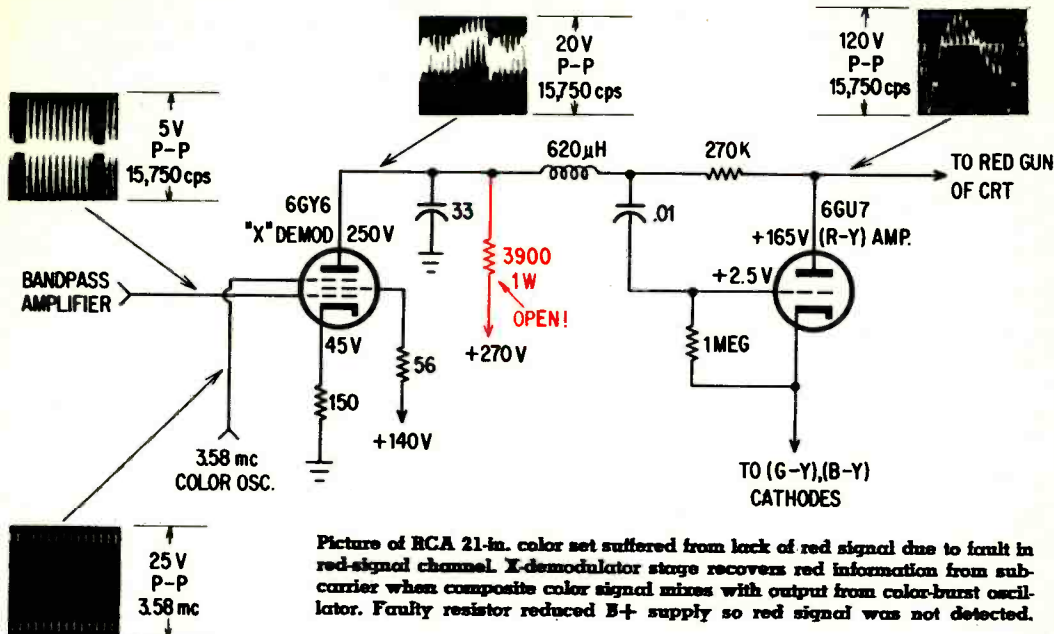 20V
P-P
15,750 cps
120 V
P-P
15,750 cps
5V
P-P
15,750 cps
620µH
270K
TO RED GUN
OF CRT
6GY6
"X" DEMOD
250V
33
.01
6GU7
+165V (R-Y) AMP.
3900
1W
OPEN!
+2.5V
BANDPASS
AMPLIFIER
45V
+270V
1MEG
56
150
+140V
3.58 mc
COLOR OSC.
TO (G-Y),(B-Y)
CATHODES
25 V
P-P
3.58 mc
Picture of RCA 21-in. color set suffered from lack of red signal due to fault in
red-signal channel. X-demodulator stage recovers red information from sub-
carrier when composite color signal mixes with output from color-burst oscil-
lator. Faulty resistor reduced B+ supply so red signal was not detected.